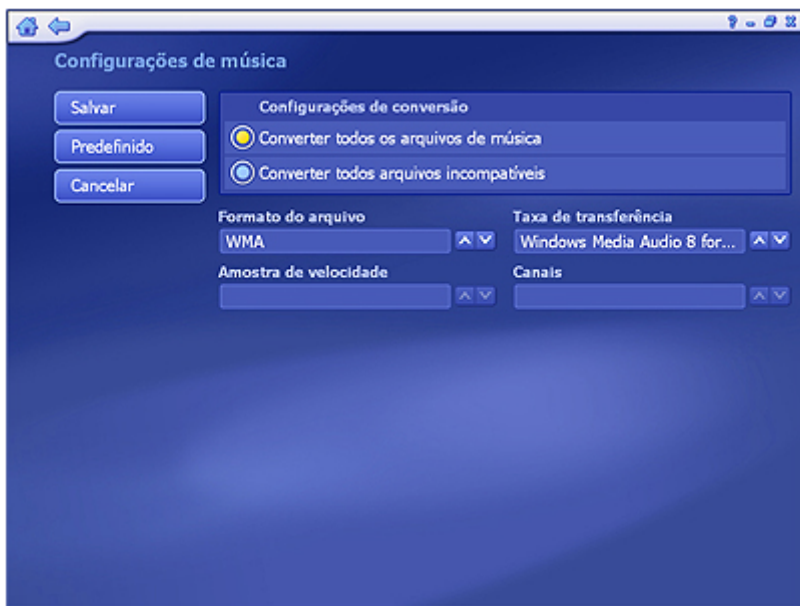 Configurações de música
Salvar
Predefinido
Cancelar
Configurações de conversão
Converter todos os arquivos de música
Converter todos arquivos incompatíveis
Formato do arquivo
Taxa de transferência
WMA
Windows Media Audio 8 for...
Amostra de velocidade
Canais